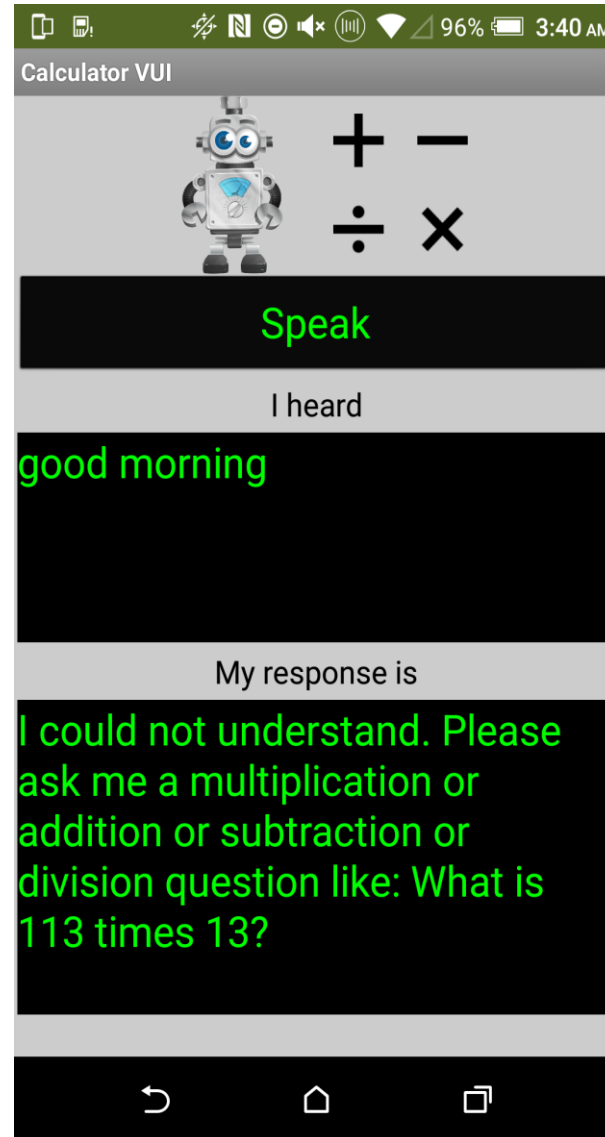 96% 3:40 AM
Calculator VUI
+ −
÷ ×
Speak
I heard
good morning
My response is
I could not understand. Please
ask me a multiplication or
addition or subtraction or
division question like: What is
113 times 13?